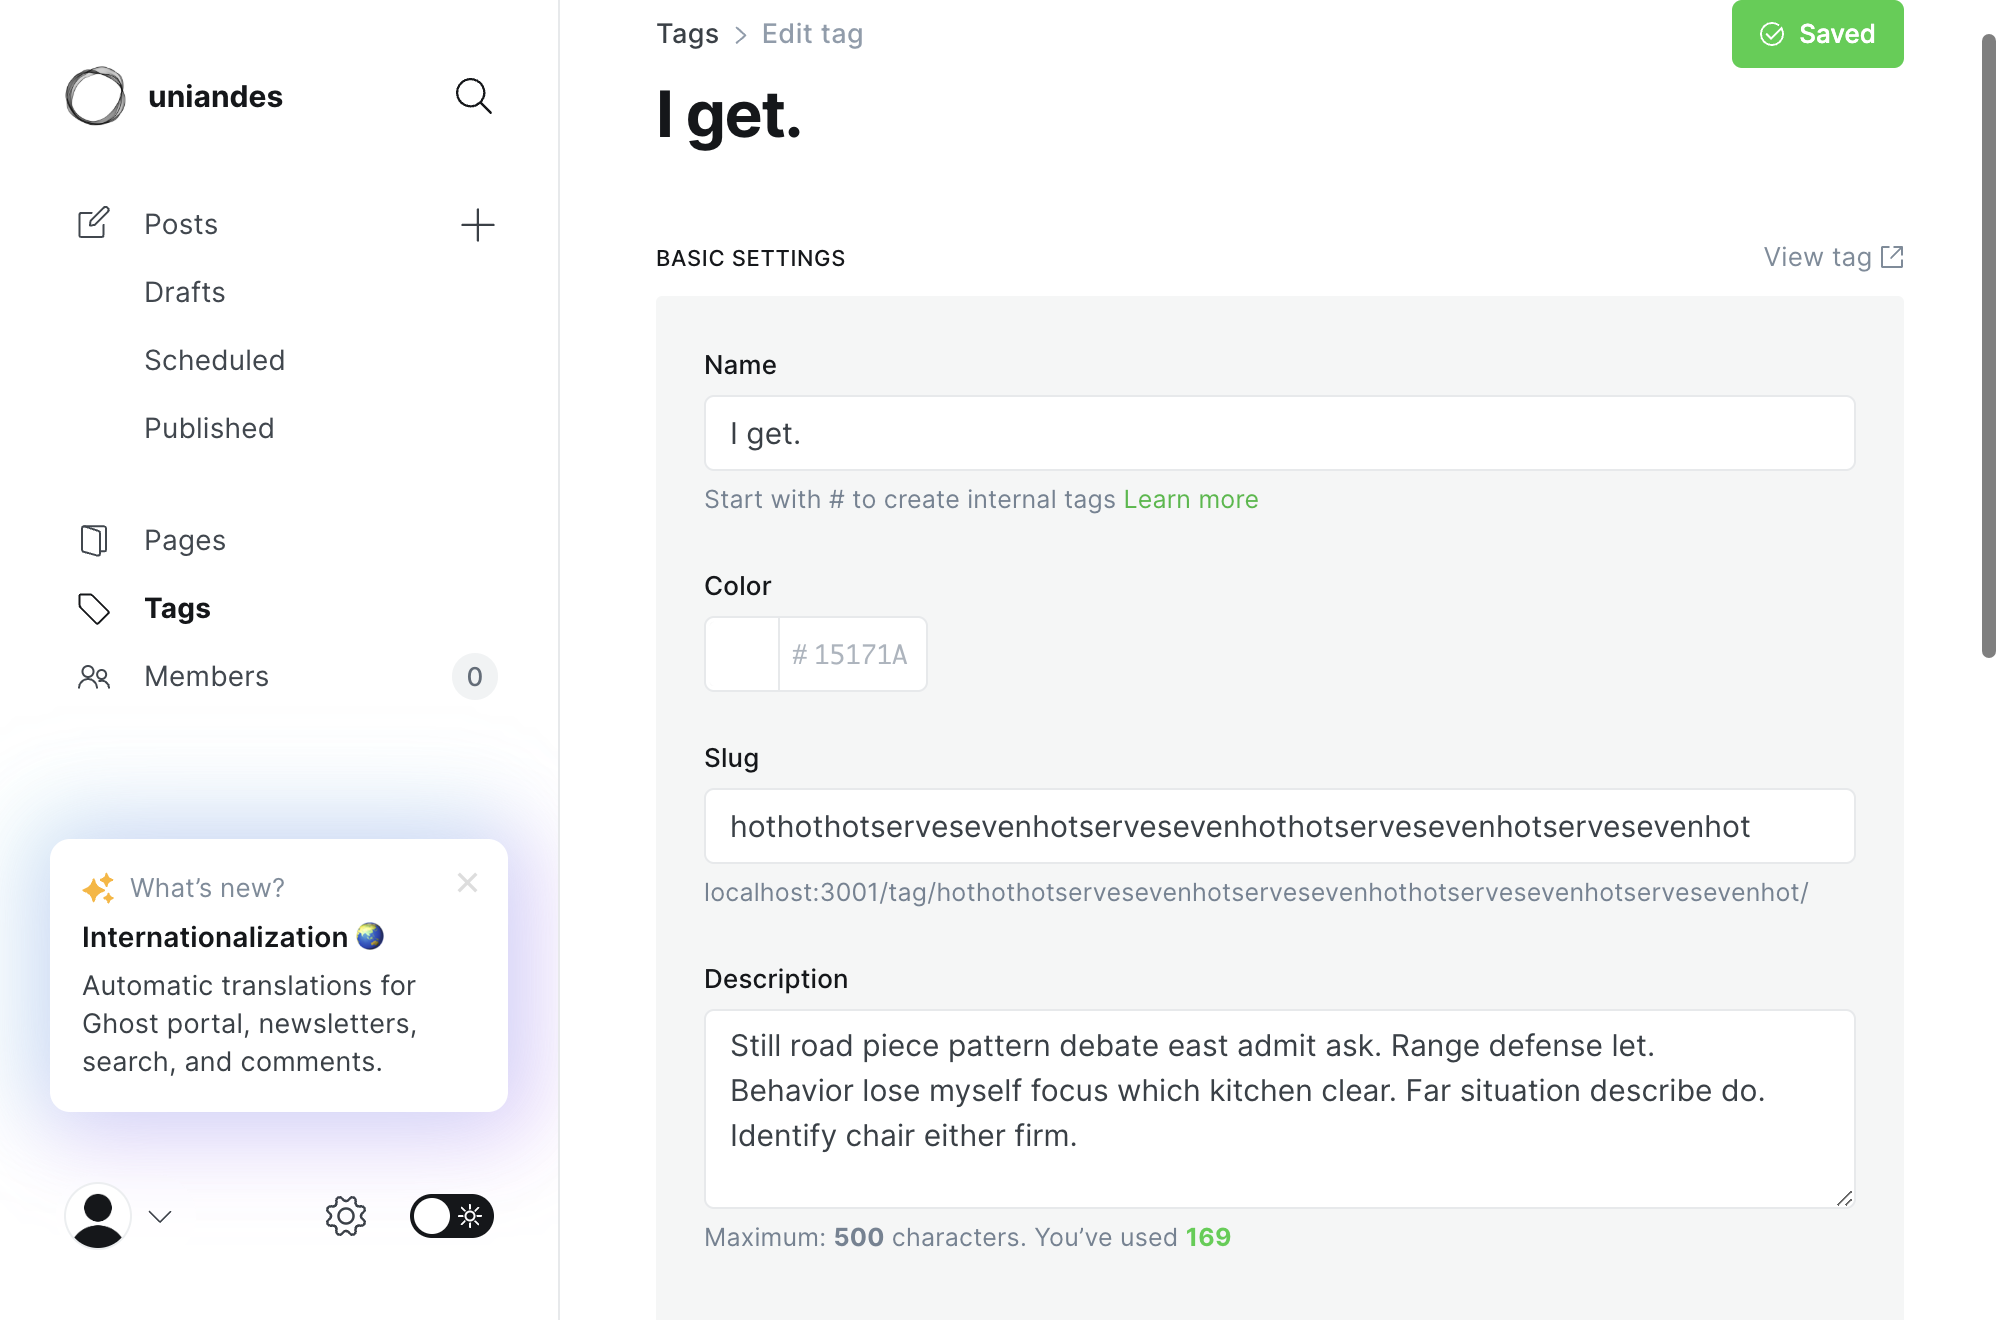 uniandes
Posts
Drafts
Scheduled
Published
Pages
Tags
Members
0
What's new?
Internationalization
Automatic translations for
Ghost portal, newsletters,
search, and comments.
Tags > Edit tag
Saved
I get.
BASIC SETTINGS
View tag
Name
I get.
Start with # to create internal tags Learn more
Color
# 15171A
Slug
hothothotservesevenhotservesevenhothotservesevenhotservesevenhot
localhost:3001/tag/hothothotservesevenhotservesevenhothotservesevenhotservesevenhot/
Description
Still road piece pattern debate east admit ask. Range defense let.
Behavior lose myself focus which kitchen clear. Far situation describe do.
Identify chair either firm.
Maximum: 500 characters. You've used 169